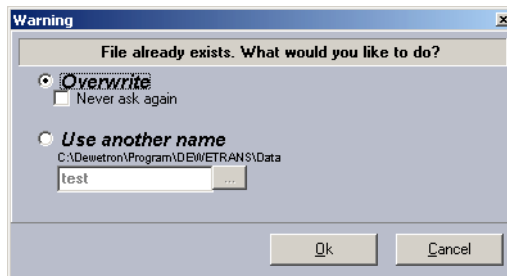 Warning
File already exists. What would you like to do?
Overwrite
Never ask again
Use another name
C:\Dewetron\Program\DEWETRANS\Data
test
...
Ok
Cancel